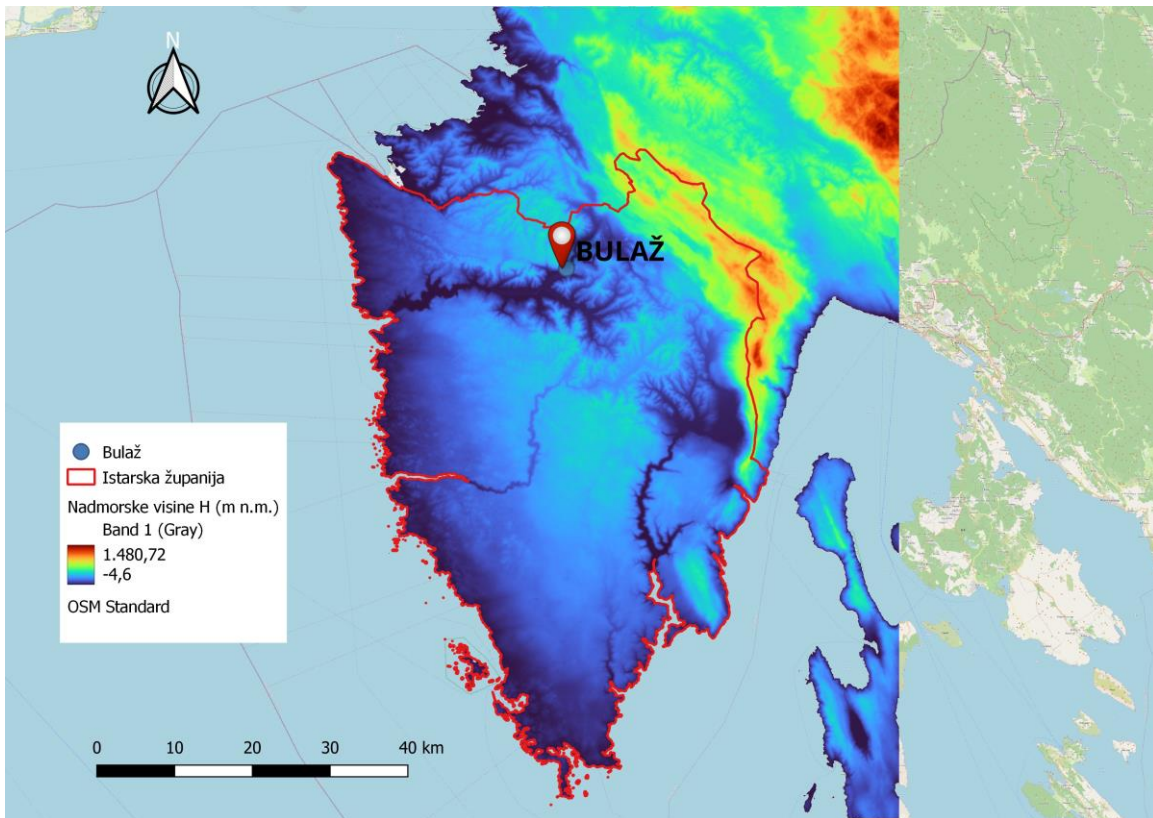 N
BULAŽ
Bulaž
Istarska županija
Nadmorske visine H (m n.m.)
Band 1 (Gray)
1.480,72
-4,6
OSM Standard
0 10 20 30 40 km